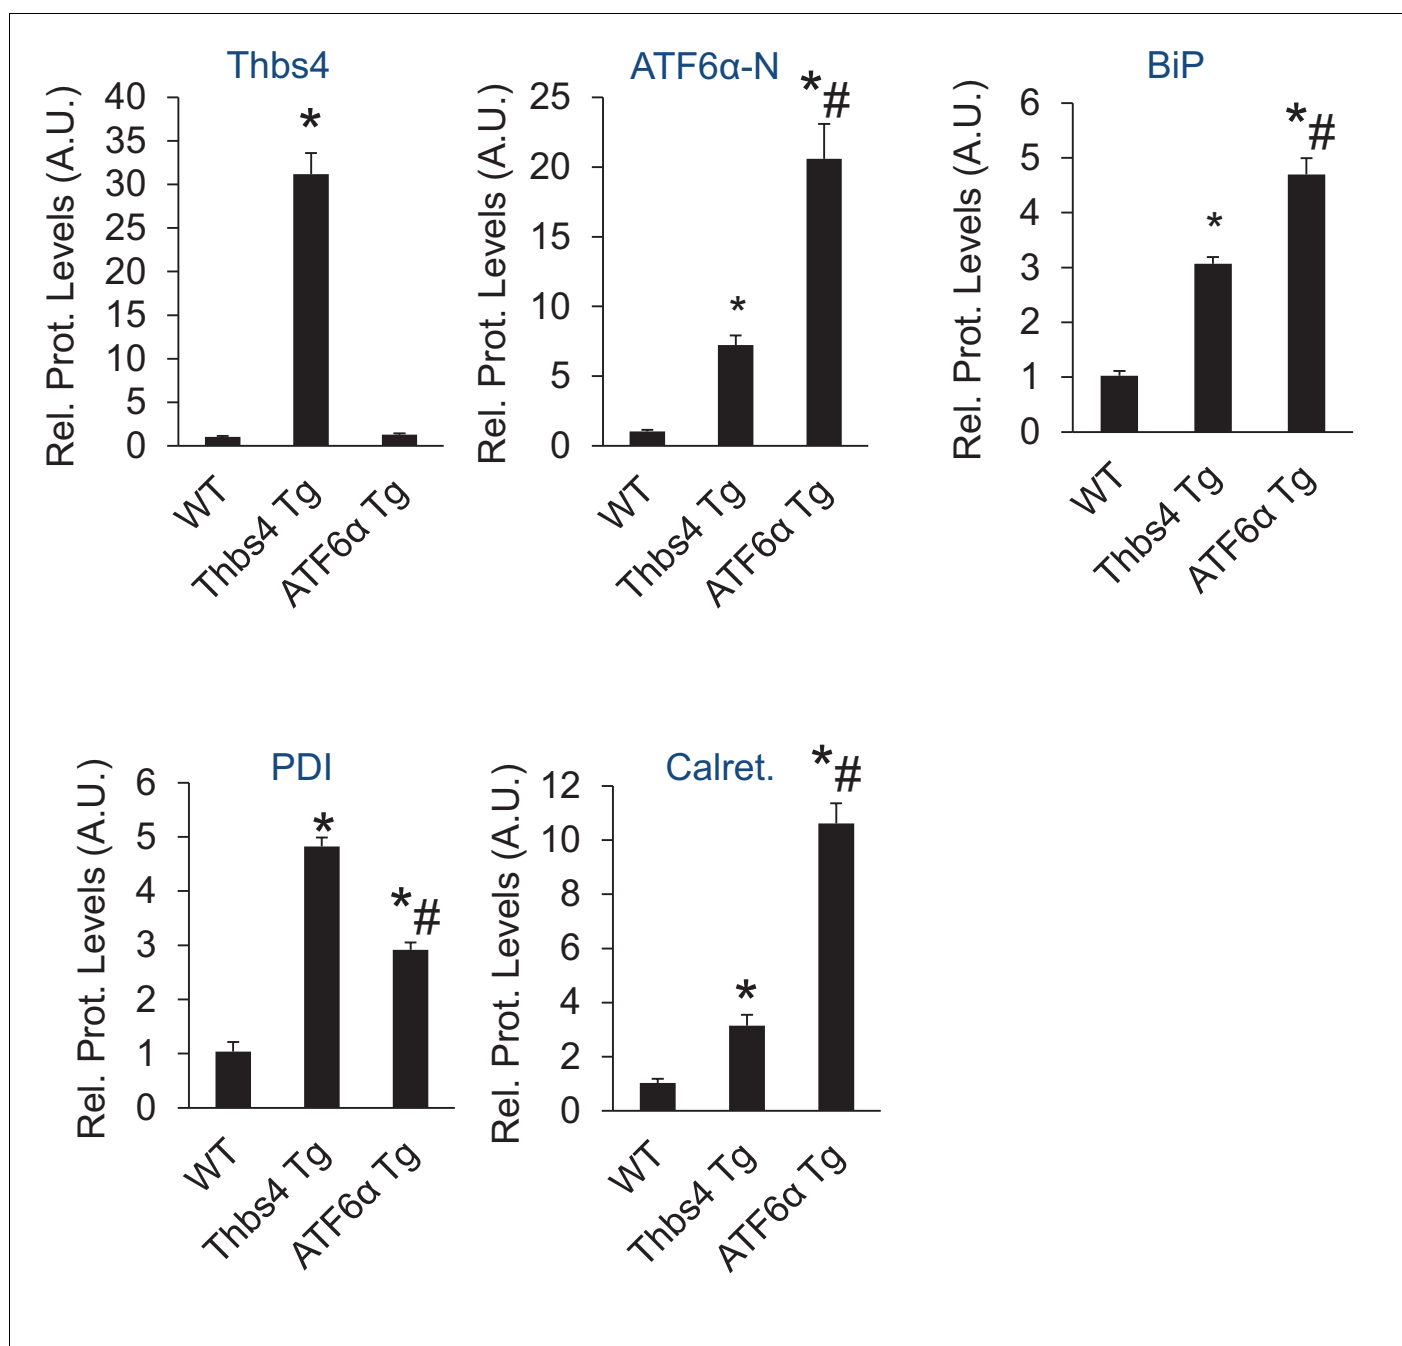 Thbs4
Rel. Prot. Levels (A.U.)
40
35
30
25
20
15
10
5
0
*
WT
Thbs4 Tg
ATF6α Tg
ATF6α-N
Rel. Prot. Levels (A.U.)
25
20
15
10
5
0
*
*#
WT
Thbs4 Tg
ATF6α Tg
BiP
Rel. Prot. Levels (A.U.)
6
5
4
3
2
1
0
*
*#
WT
Thbs4 Tg
ATF6α Tg
PDI
Rel. Prot. Levels (A.U.)
6
5
4
3
2
1
0
*
*#
WT
Thbs4 Tg
ATF6α Tg
Calret.
Rel. Prot. Levels (A.U.)
12
10
8
6
4
2
0
*
*#
WT
Thbs4 Tg
ATF6α Tg